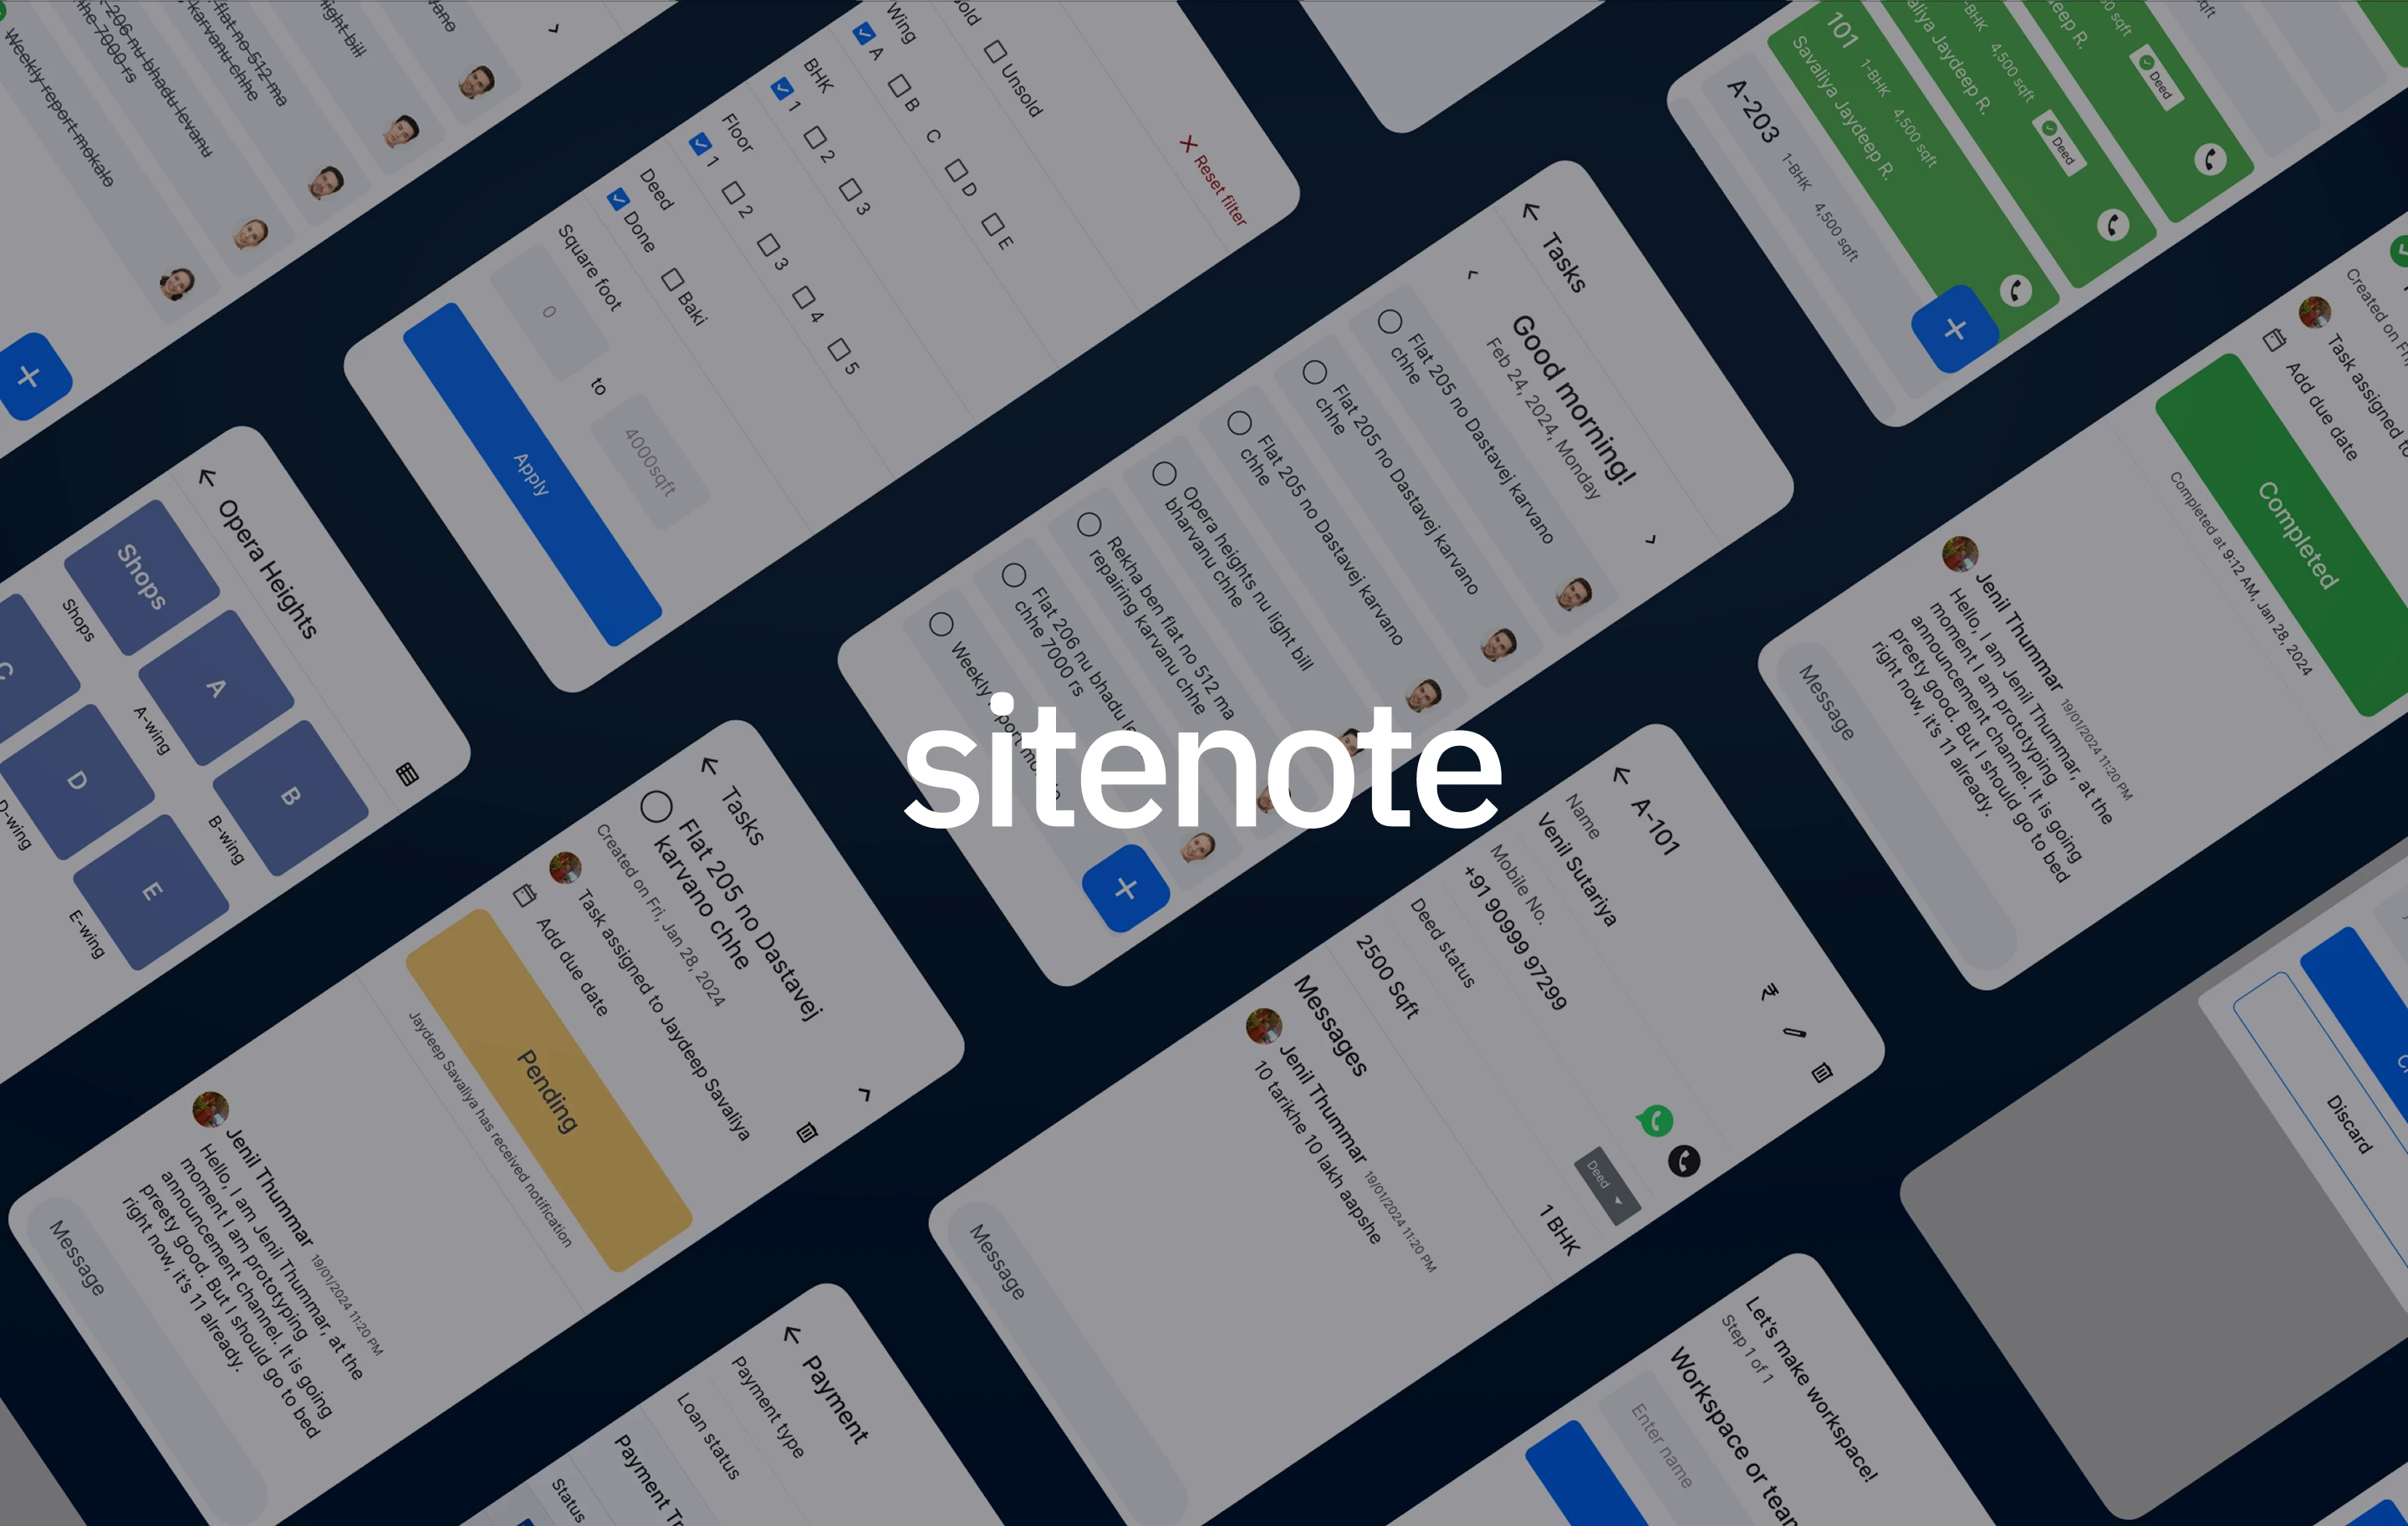 sitenote
Weekly report mokalo
206 nu bhadu levanu
he 7000 rs
flat no 512 ma
karvanu chhe
light bill
Wing
A
B
C
D
E
BHK
1
2
3
Floor
1
2
3
4
5
Deed
Done
Baki
Square foot
0
to
4000sqft
Apply
Unsold
Reset filter
Tasks
Good morning!
Feb 24, 2024, Monday
Flat 205 no Dastavej karvano
chhe
Flat 205 no Dastavej karvano
chhe
Flat 205 no Dastavej karvano
chhe
Opera heights nu light bill
bharvanu chhe
Rekha ben flat no 512 ma
repairing karvanu chhe
Flat 206 nu bhadu le
chhe 7000 rs
Weekly
101 1-BHK 4,500 sqft
Savaliya Jaydeep R.
A-203 1-BHK 4,500 sqft
-BHK 4,500 sqft
aliya Jaydeep R.
Deed
0 sqft
deep R.
Deed
Created on F
Task assigned to
Add due date
Completed
Completed at 9:12 AM, Jan 28, 2024
Jenil Thummar 19/01/2024 11:20 PM
Hello, I am Jenil Thummar, at the
moment I am prototyping
announcement channel. It is going
preety good. But I should go to bed
right now, it's 11 already.
Message
Opera Heights
Shops
Shops
A
A-wing
B
B-wing
C
D
D-wing
E
E-wing
Tasks
Flat 205 no Dastavej
karvano chhe
Created on Fri, Jan 28, 2024
Task assigned to Jaydeep Savaliya
Add due date
Pending
Jaydeep Savaliya has received notification
Jenil Thummar 19/01/2024 11:20 PM
Hello, I am Jenil Thummar, at the
moment I am prototyping
announcement channel. It is going
preety good. But I should go to bed
right now, it's 11 already.
Message
A-101
₹
Name
Venil Sutariya
Mobile No.
+91 90999 97299
Deed status
Deed
2500 Sqft
1 BHK
Messages
Jenil Thummar 19/01/2024 11:20 PM
10 tarikhe 10 lakh aapshe
Message
Payment
Payment type
Loan status
Payment Tr
Status
Let's make workspace!
Step 1 of 1
Workspace or team
Enter name
Discard